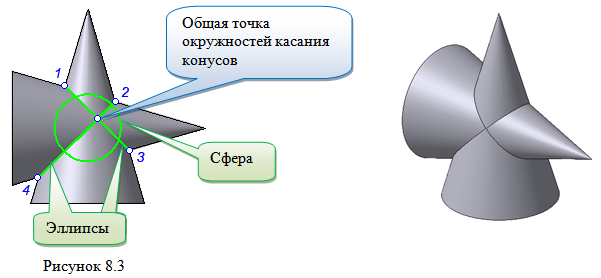 Общая точка
окружностей касания
конусов
1
2
3
4
Сфера
Эллипсы
Рисунок 8.3